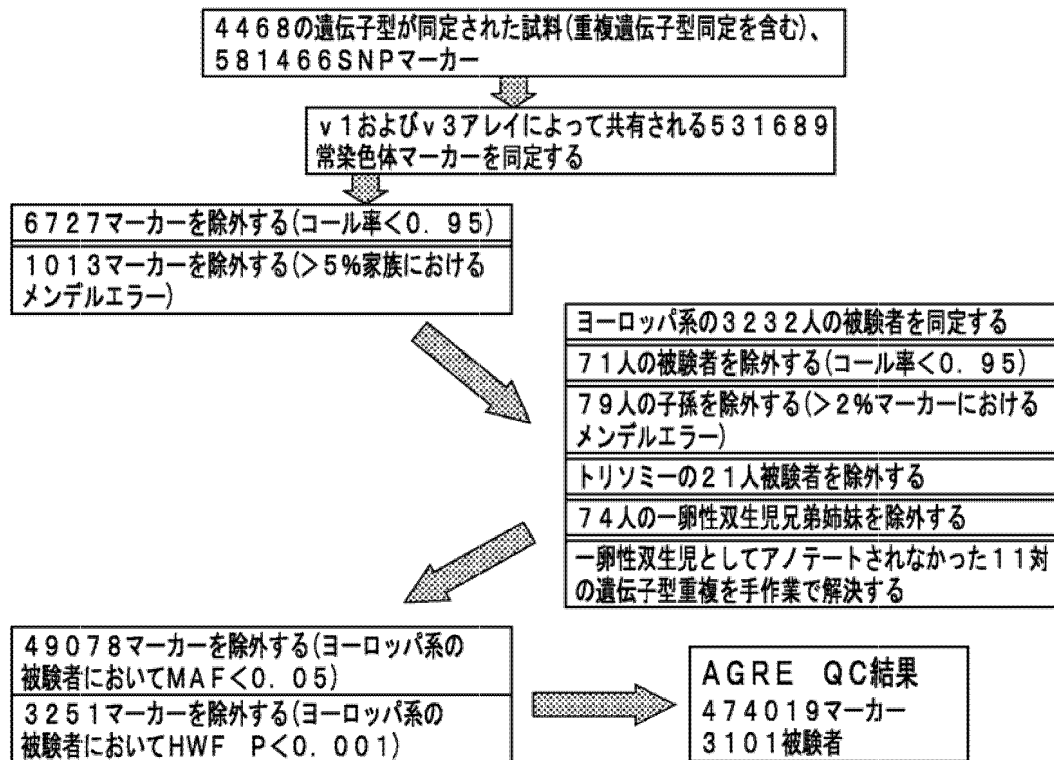 4468の遺伝子型が同定された試料(重複遺伝子型同定を含む)、
581466SNPマーカー
v1およびv3アレイによって共有される531689
常染色体マーカーを同定する
6727マーカーを除外する(コール率<0.95)
1013マーカーを除外する(>5%家族における
メンデルエラー)
ヨーロッパ系の3232人の被験者を同定する
71人の被験者を除外する(コール率<0.95)
79人の子孫を除外する(>2%マーカーにおける
メンデルエラー)
トリソミーの21人被験者を除外する
74人の一卵性双生児兄弟姉妹を除外する
一卵性双生児としてアノテートされなかった11対
の遺伝子型重複を手作業で解決する
49078マーカーを除外する(ヨーロッパ系の
被験者においてMAF<0.05)
3251マーカーを除外する(ヨーロッパ系の
被験者においてHWF P<0.001)
AGRE QC結果
474019マーカー
3101被験者